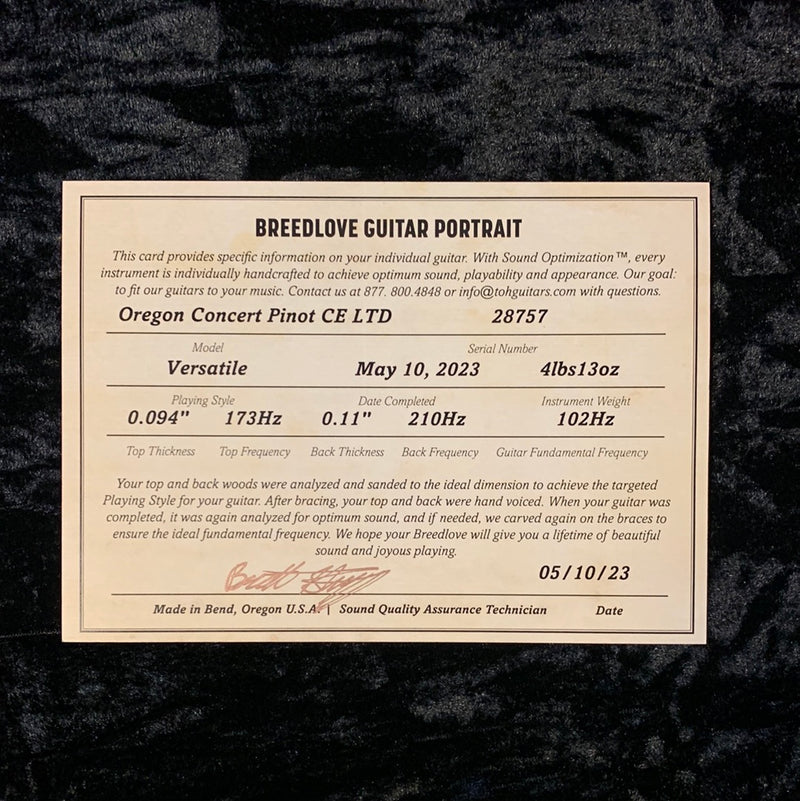 BREEDLOVE GUITAR PORTRAIT
This card provides specific information on your individual guitar. With Sound Optimization™, every
instrument is individually handcrafted to achieve optimum sound, playability and appearance. Our goal:
to fit our guitars to your music. Contact us at 877. 800.4848 or info@tohguitars.com with questions.
Oregon Concert Pinot CE LTD 28757
Model Serial Number
Versatile May 10, 2023 4lbs13oz
Playing Style Date Completed Instrument Weight
0.094" 173Hz 0.11" 210Hz 102Hz
Top Thickness Top Frequency Back Thickness Back Frequency Guitar Fundamental Frequency
Your top and back woods were analyzed and sanded to the ideal dimension to achieve the targeted
Playing Style for your guitar. After bracing, your top and back were hand voiced. When your guitar was
completed, it was again analyzed for optimum sound, and if needed, we carved again on the braces to
ensure the ideal fundamental frequency. We hope your Breedlove will give you a lifetime of beautiful
sound and joyous playing.
05/10/23
Made in Bend, Oregon U.S.A. | Sound Quality Assurance Technician Date